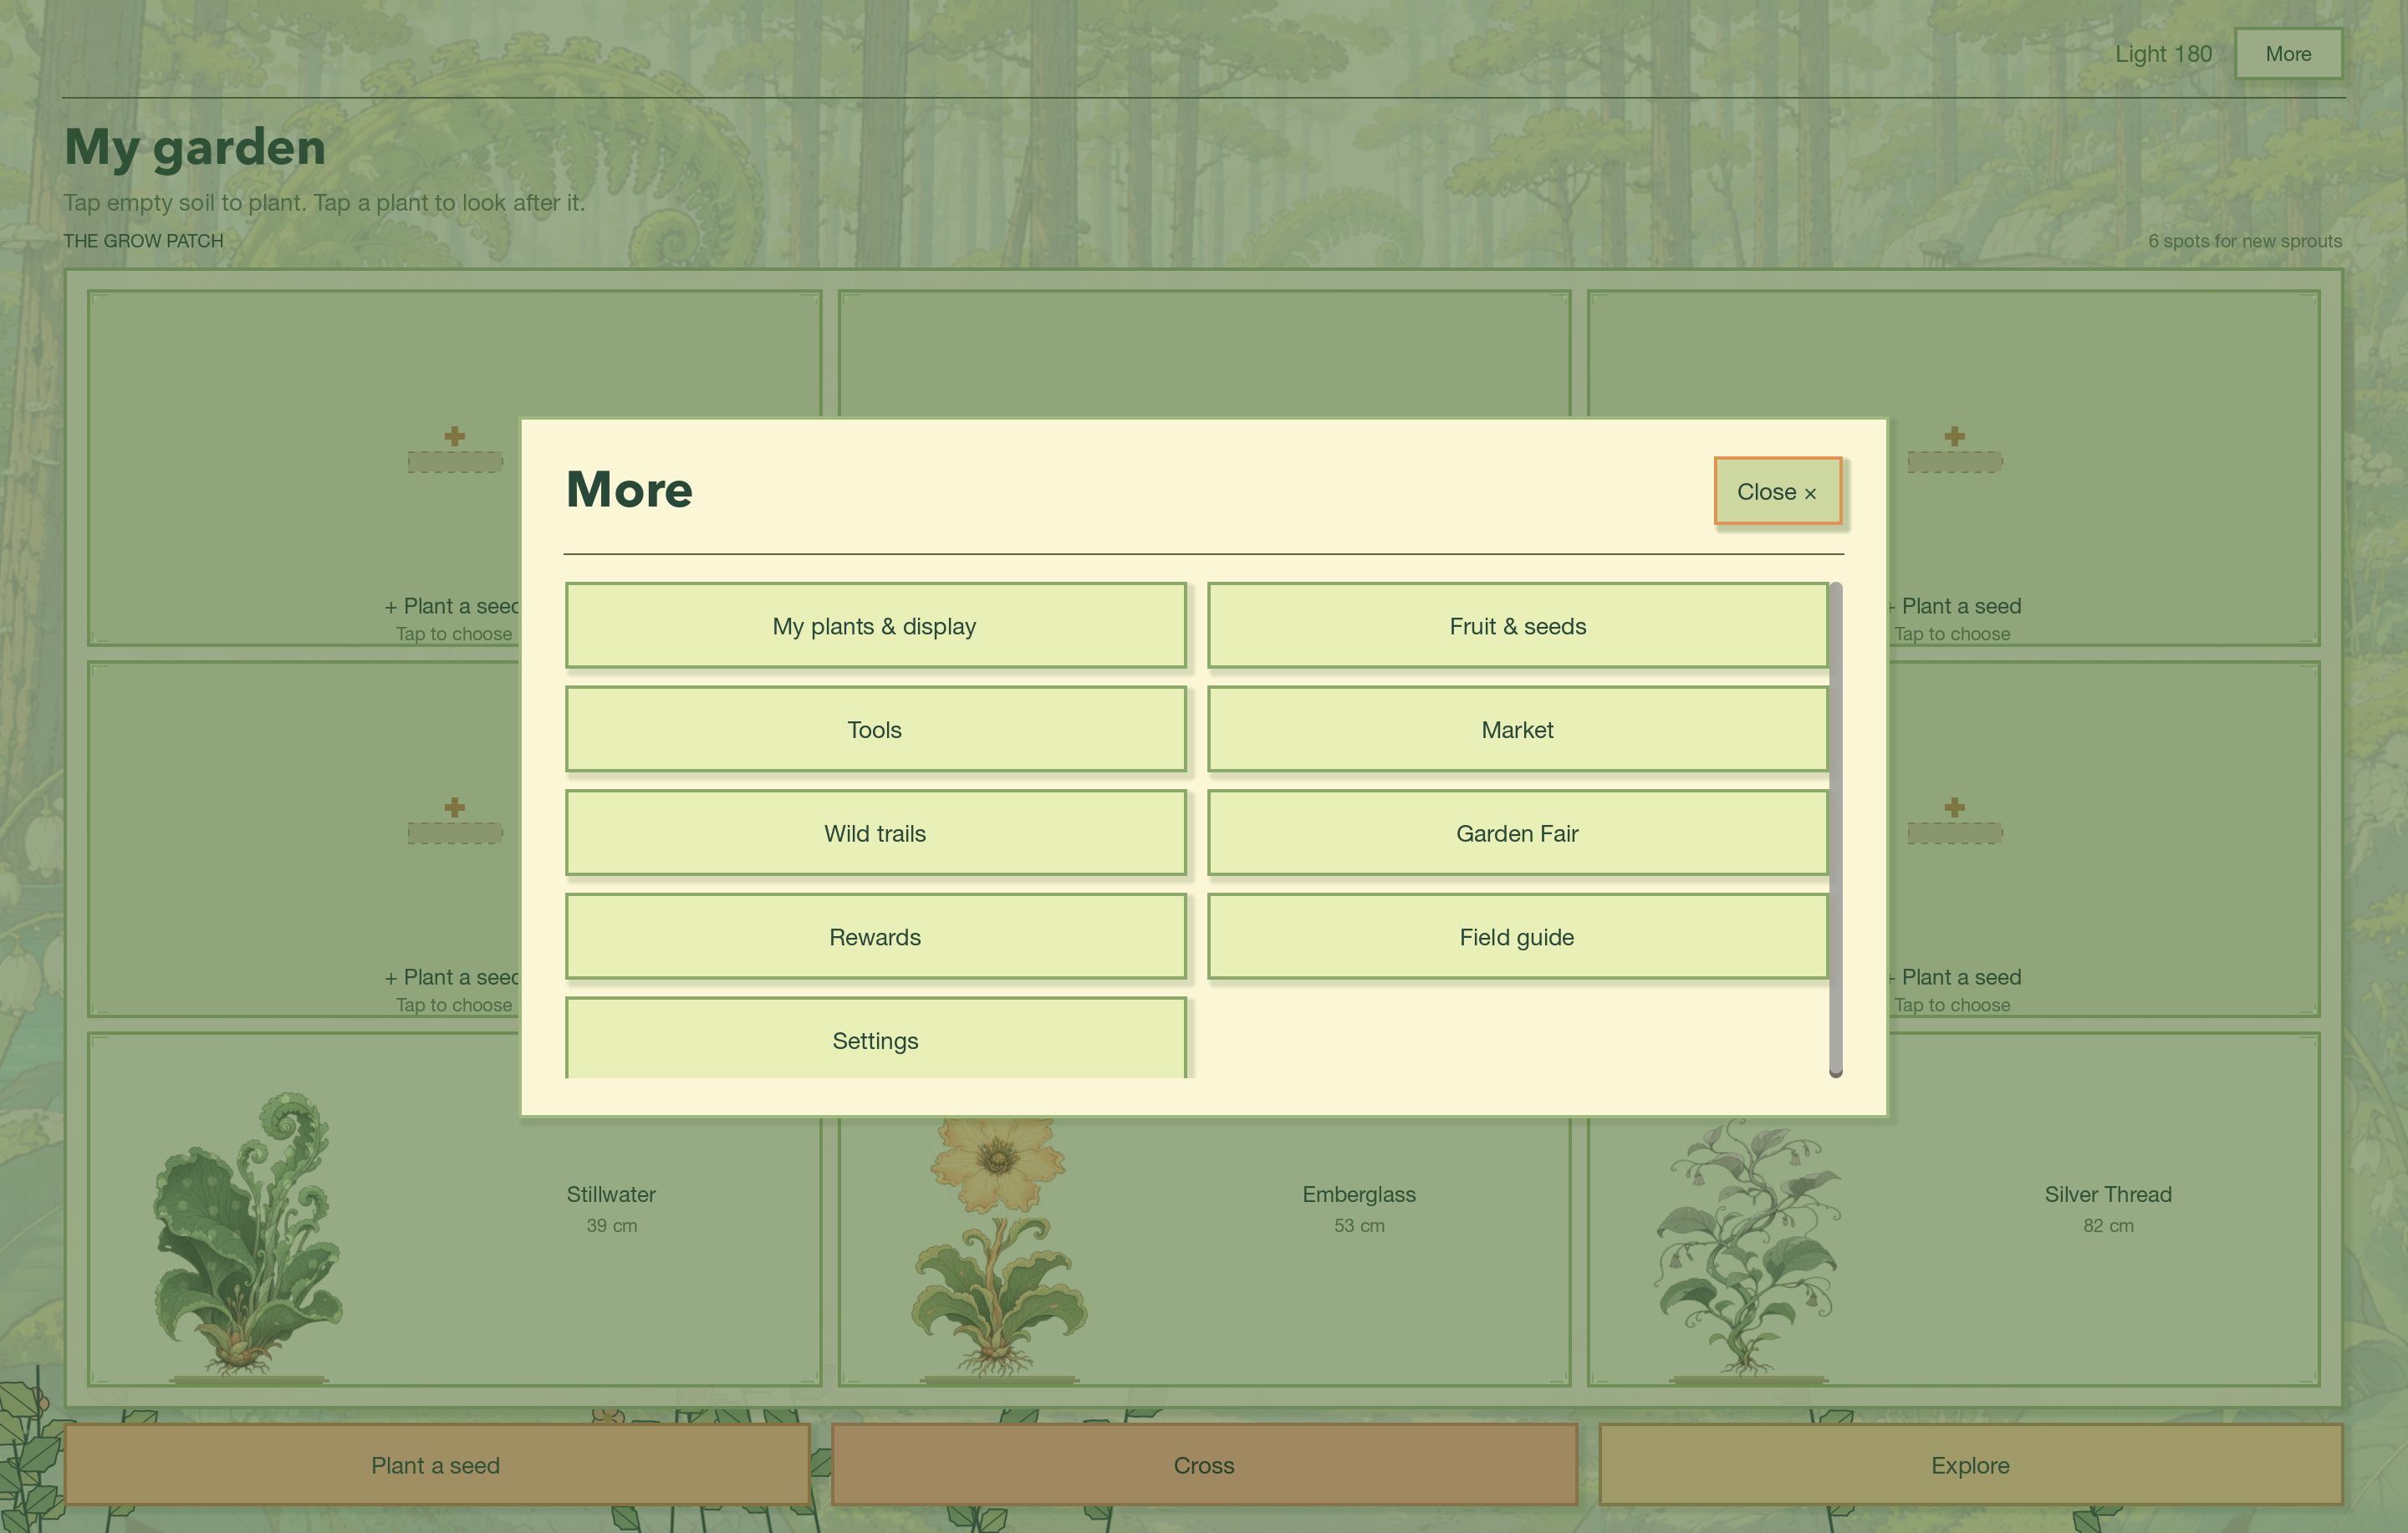 Light 180
More
My garden
Tap empty soil to plant. Tap a plant to look after it.
THE GROW PATCH
6 spots for new sprouts
More
Close ×
My plants & display
Fruit & seeds
+ Plant a seed
Tap to choose
Plant a seed
Tap to choose
Tools
Market
Wild trails
Garden Fair
Rewards
Field guide
+ Plant a seed
Tap to choose
Plant a seed
Tap to choose
Settings
Stillwater
39 cm
Emberglass
53 cm
Silver Thread
82 cm
Plant a seed
Cross
Explore